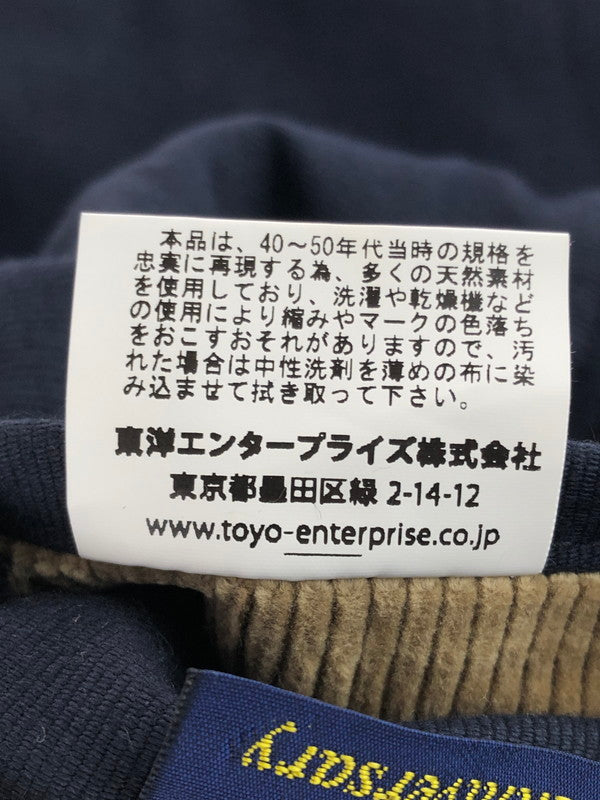 本品は、40～50年代当時の規格を
忠実に再現する為、多くの天然素材
を使用しており、洗濯や乾燥機など
の使用により縮みやマークの色落ち
をおこすおそれがありますので、汚
れた場合は中性洗剤を薄めの布に染
み込ませて拭き取って下さい。
東洋エンタープライズ株式会社
東京都墨田区緑 2-14-12
www.toyo-enterprise.co.jp